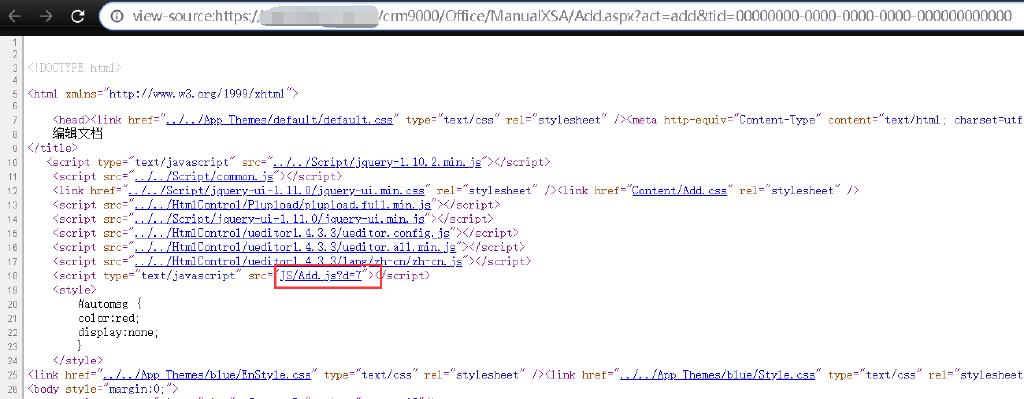 view-source:https:// /crm9000/Office/ManualXSA/Add.aspx?act=add&tid=00000000-0000-0000-0000-000000000000
1
2
3 <!DOCTYPE html>
4
5 <html xmlns="http://www.w3.org/1999/xhtml">
6
7 <head><link href="../../App_Themes/default/default.css" type="text/css" rel="stylesheet" /><meta http-equiv="Content-Type" content="text/html; charset=utf
8 编辑文档
9 </title>
10 <script type="text/javascript" src="../../Script/jquery-1.10.2.min.js"></script>
11 <script src="../../Script/common.js"></script>
12 <link href="../../Script/jquery-ui-1.11.0/jquery-ui.min.css" rel="stylesheet" /><link href="Content/Add.css" rel="stylesheet" />
13 <script src="../../HtmlControl/Plupload/plupload.full.min.js"></script>
14 <script src="../../Script/jquery-ui-1.11.0/jquery-ui.min.js"></script>
15 <script src="../../HtmlControl/ueditor1.4.3.3/ueditor.config.js"></script>
16 <script src="../../HtmlControl/ueditor1.4.3.3/ueditor.all.min.js"></script>
17 <script src="../../HtmlControl/ueditor1.4.3.3/lang/zh-cn/zh-cn.js"></script>
18 <script type="text/javascript" src="JS/Add.js?d=7"></script>
19 <style>
20 #automsg {
21 color:red;
22 display:none;
23 }
24 </style>
25 <link href="../../App_Themes/blue/EnStyle.css" type="text/css" rel="stylesheet" /><link href="../../App_Themes/blue/Style.css" type="text/css" rel="stylesheet
26 <body style="margin:0;">